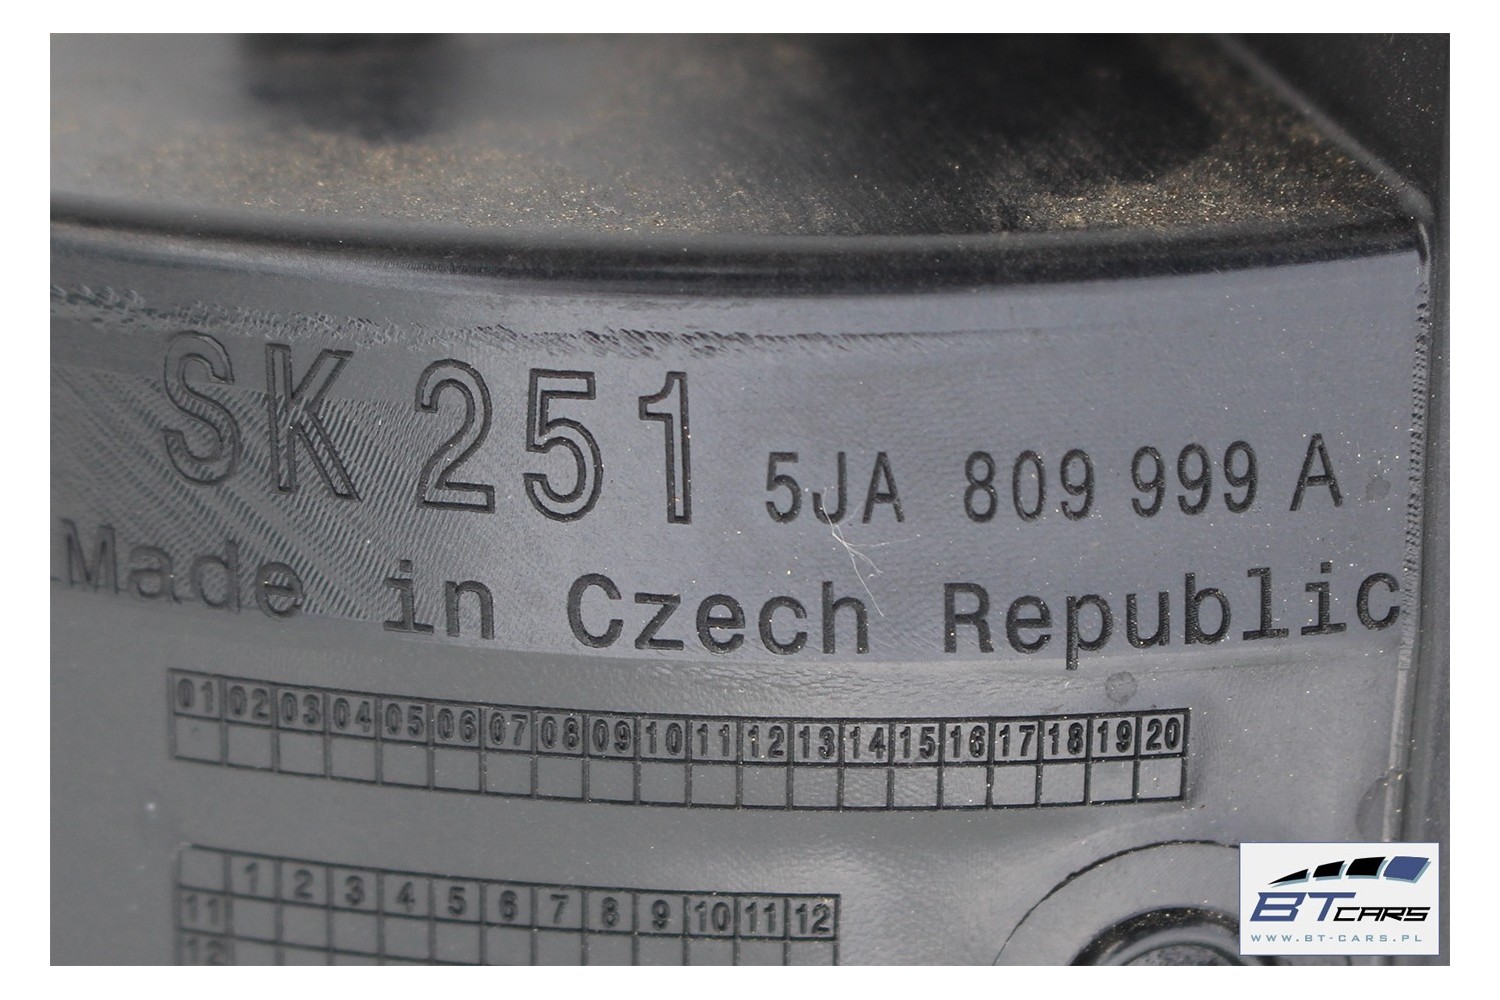 SK 251 5JA 809 999 A
Made in Czech Republic
01 02 03 04 05 06 07 08 09 10 11 12 13 14 15 16 17 18 19 20
1 2 3 4 5 6 7 8 9 10 11 12
11
12
BT CARS
WWW.BT-CARS.PL